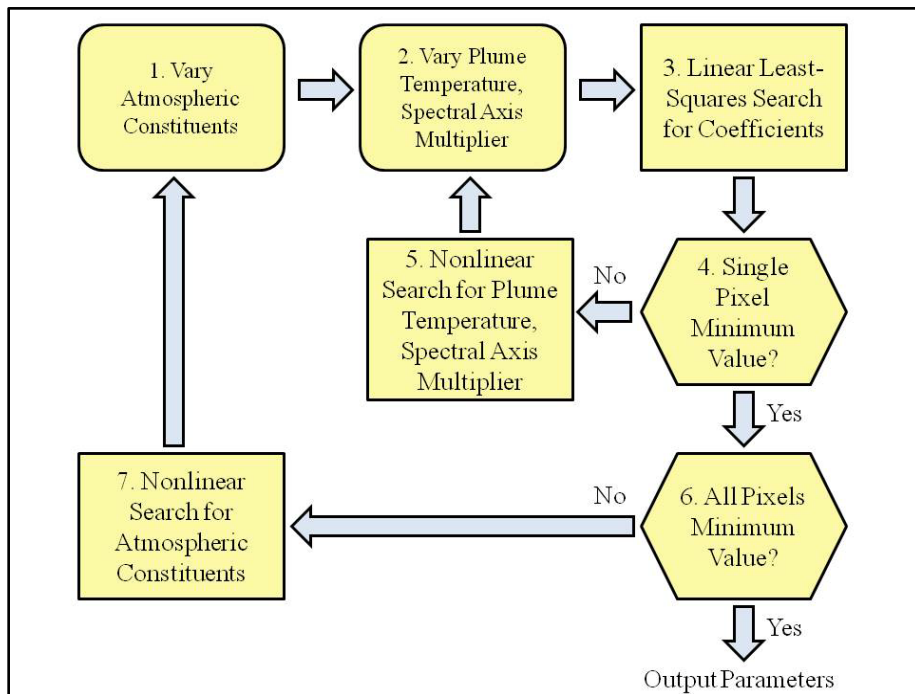 1. Vary
Atmospheric
Constituents
2. Vary Plume
Temperature,
Spectral Axis
Multiplier
3. Linear Least-
Squares Search
for Coefficients
4. Single
Pixel
Minimum
Value?
No
5. Nonlinear
Search for Plume
Temperature,
Spectral Axis
Multiplier
Yes
6. All Pixels
Minimum
Value?
No
7. Nonlinear
Search for
Atmospheric
Constituents
Yes
Output Parameters